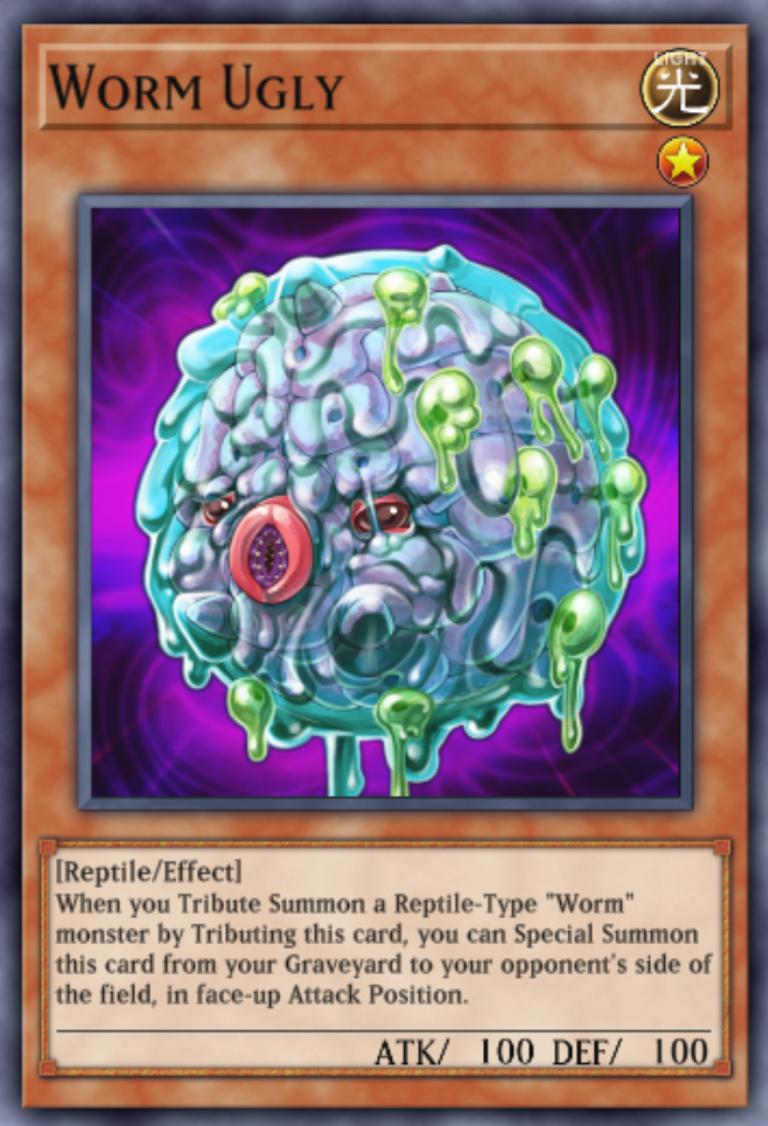 WORM UGLY
LIGHT
光
[Reptile/Effect]
When you Tribute Summon a Reptile-Type "Worm"
monster by Tributing this card, you can Special Summon
this card from your Graveyard to your opponent's side of
the field, in face-up Attack Position.
ATK/ 100 DEF/ 100